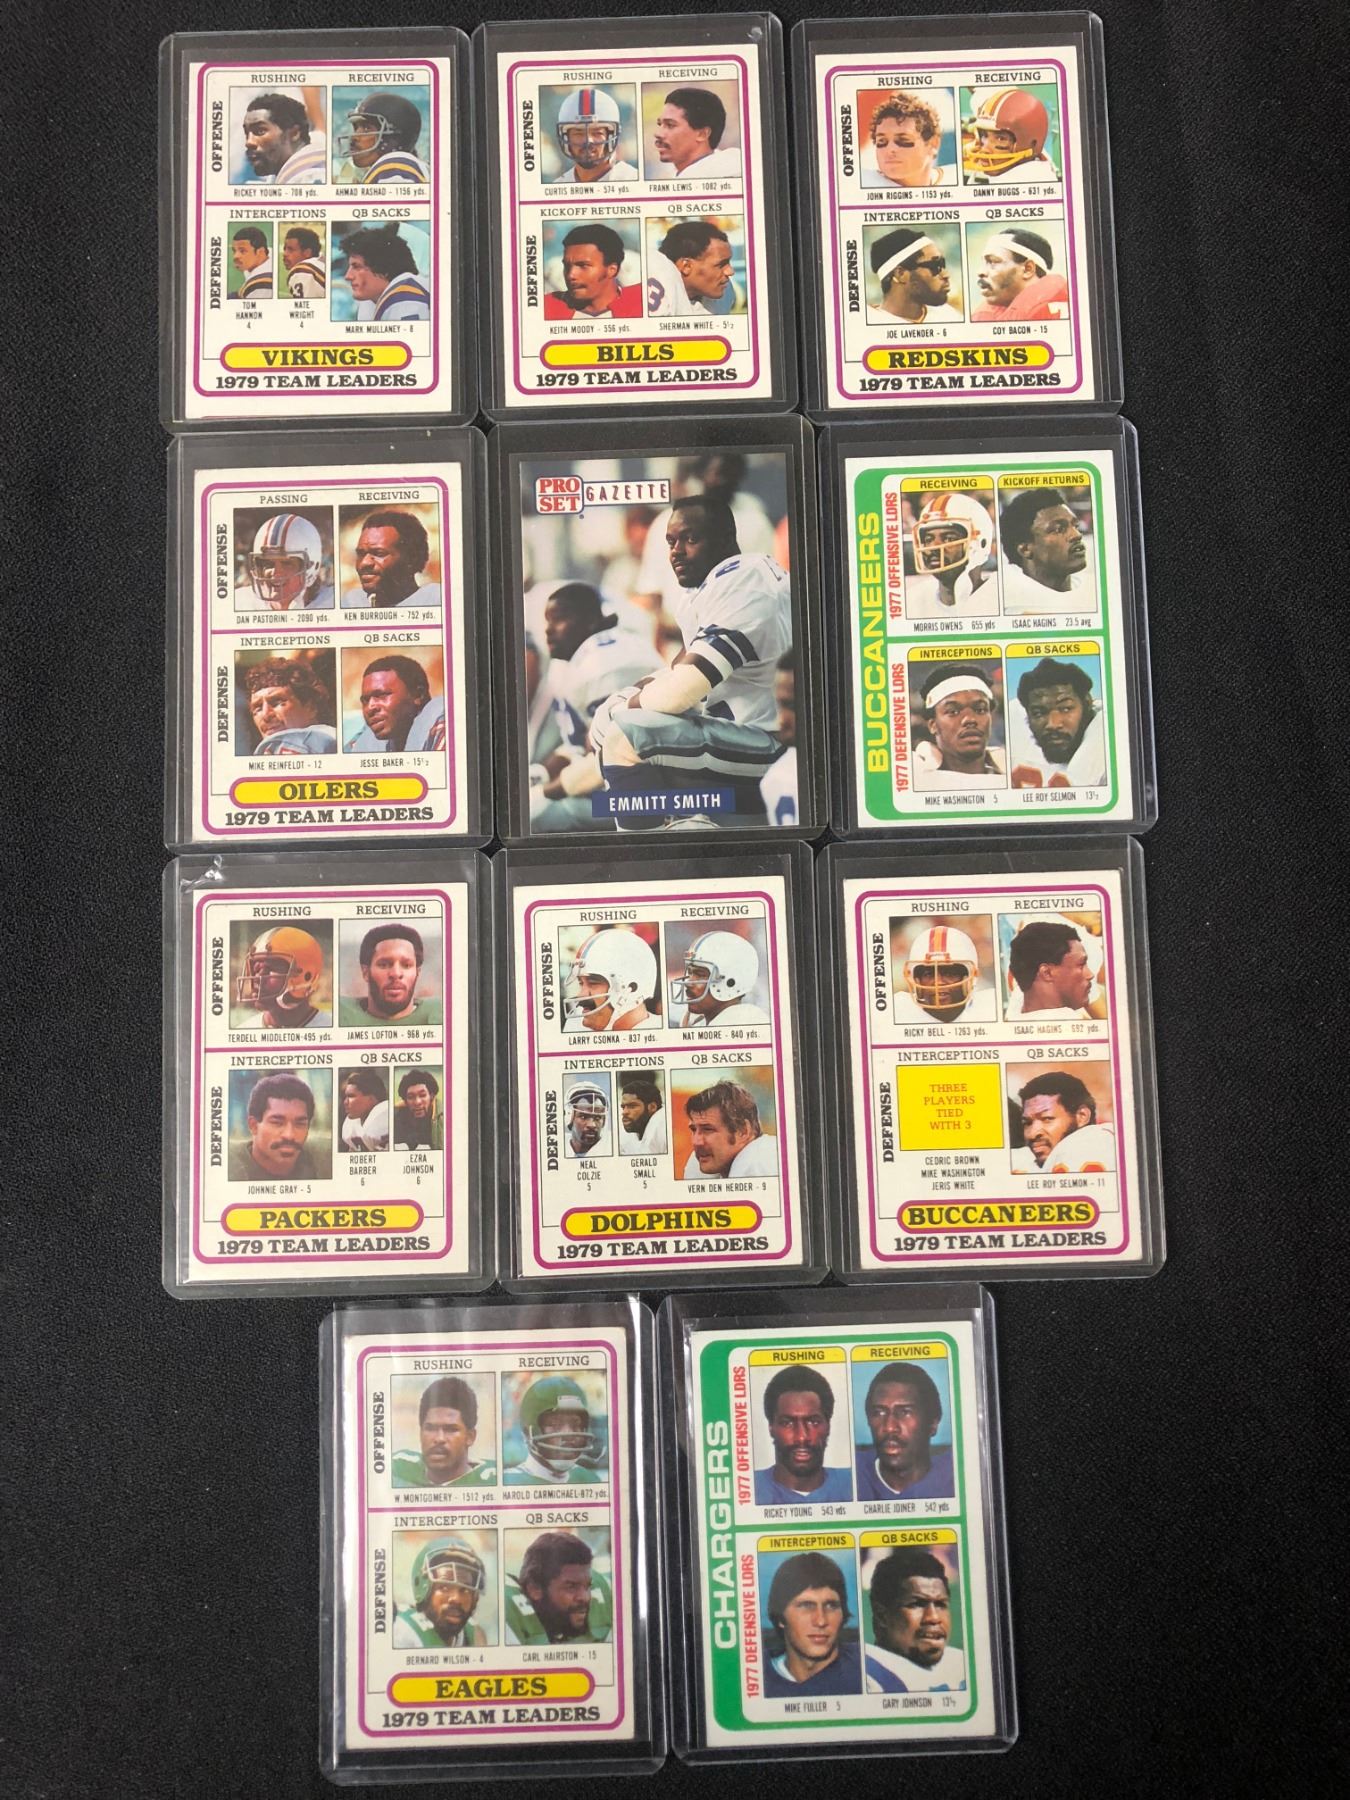 RUSHING RECEIVING
OFFENSE
RICKEY YOUNG - 708 yds. AHMAD RASHAD - 1156 yds.
INTERCEPTIONS QB SACKS
DEFENSE
TOM HANNON 4
NATE WRIGHT 4
MARK MULLANEY - 8
VIKINGS
1979 TEAM LEADERS
RUSHING RECEIVING
OFFENSE
CURTIS BROWN - 574 yds. FRANK LEWIS - 1082 yds.
KICKOFF RETURNS QB SACKS
DEFENSE
KEITH MOODY - 556 yds. SHERMAN WHITE - 5½
BILLS
1979 TEAM LEADERS
RUSHING RECEIVING
OFFENSE
JOHN RIGGINS - 1153 yds. DANNY BUGGS - 631 yds.
INTERCEPTIONS QB SACKS
DEFENSE
JOE LAVENDER - 6 COY BACON - 15
REDSKINS
1979 TEAM LEADERS
PASSING RECEIVING
OFFENSE
DAN PASTORINI - 2090 yds. KEN BURROUGH - 752 yds.
INTERCEPTIONS QB SACKS
DEFENSE
MIKE REINFELDT - 12 JESSE BAKER - 15½
OILERS
1979 TEAM LEADERS
PRO SET GAZETTE
EMMITT SMITH
BUCCANEERS
1977 OFFENSIVE LDRS
RECEIVING KICKOFF RETURNS
MORRIS OWENS 655 yds ISAAC HAGINS 23.5 avg
1977 DEFENSIVE LDRS
INTERCEPTIONS QB SACKS
MIKE WASHINGTON 5 LEE ROY SELMON 13½
RUSHING RECEIVING
OFFENSE
TERDELL MIDDLETON-495 yds. JAMES LOFTON - 968 yds.
INTERCEPTIONS QB SACKS
DEFENSE
JOHNNIE GRAY - 5
ROBERT BARBER 6
EZRA JOHNSON 6
PACKERS
1979 TEAM LEADERS
RUSHING RECEIVING
OFFENSE
LARRY CSONKA - 837 yds. NAT MOORE - 840 yds.
INTERCEPTIONS QB SACKS
DEFENSE
NEAL COLZIE 5
GERALD SMALL 5
VERN DEN HERDER - 9
DOLPHINS
1979 TEAM LEADERS
RUSHING RECEIVING
OFFENSE
RICKY BELL - 1263 yds. ISAAC HAGINS - 692 yds.
INTERCEPTIONS QB SACKS
DEFENSE
THREE
PLAYERS
TIED
WITH 3
CEDRIC BROWN
MIKE WASHINGTON
JERIS WHITE
LEE ROY SELMON - 11
BUCCANEERS
1979 TEAM LEADERS
RUSHING RECEIVING
OFFENSE
W. MONTGOMERY - 1512 yds. HAROLD CARMICHAEL-872 yds.
INTERCEPTIONS QB SACKS
DEFENSE
BERNARD WILSON - 4 CARL HAIRSTON - 15
EAGLES
1979 TEAM LEADERS
CHARGERS
1977 OFFENSIVE LDRS
RUSHING RECEIVING
RICKEY YOUNG 543 yds CHARLIE JOINER 542 yds
1977 DEFENSIVE LDRS
INTERCEPTIONS QB SACKS
MIKE FULLER 5 GARY JOHNSON 13½